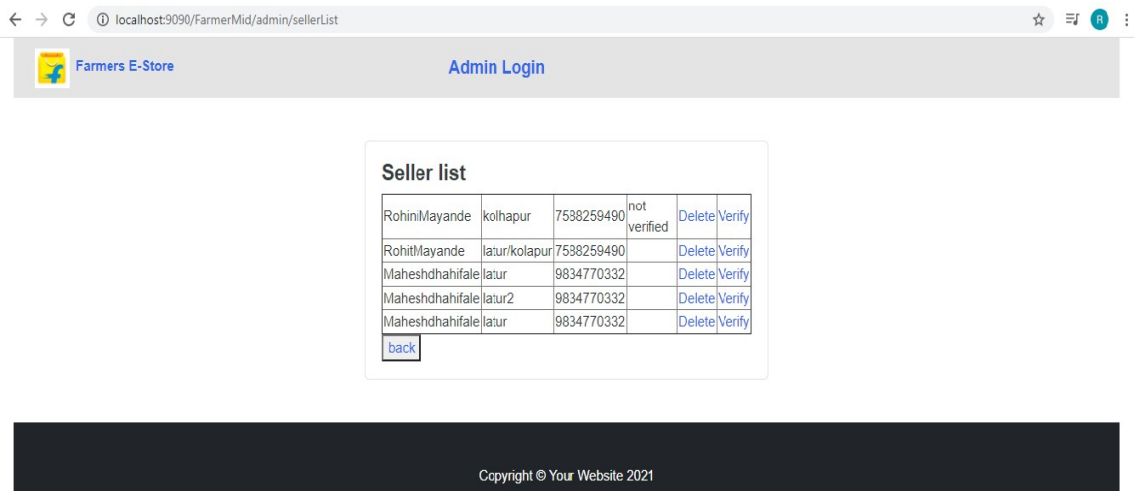 localhost:9090/FarmerMid/admin/sellerList
R
Farmers E-Store
Admin Login
Seller list
RohiniMayande kolhapur 7588259490 not verified Delete Verify
RohitMayande latur/kolapur 7588259490 Delete Verify
Maheshdhahifale latur 9834770332 Delete Verify
Maheshdhahifale latur2 9834770332 Delete Verify
Maheshdhahifale latur 9834770332 Delete Verify
back
Copyright © Your Website 2021